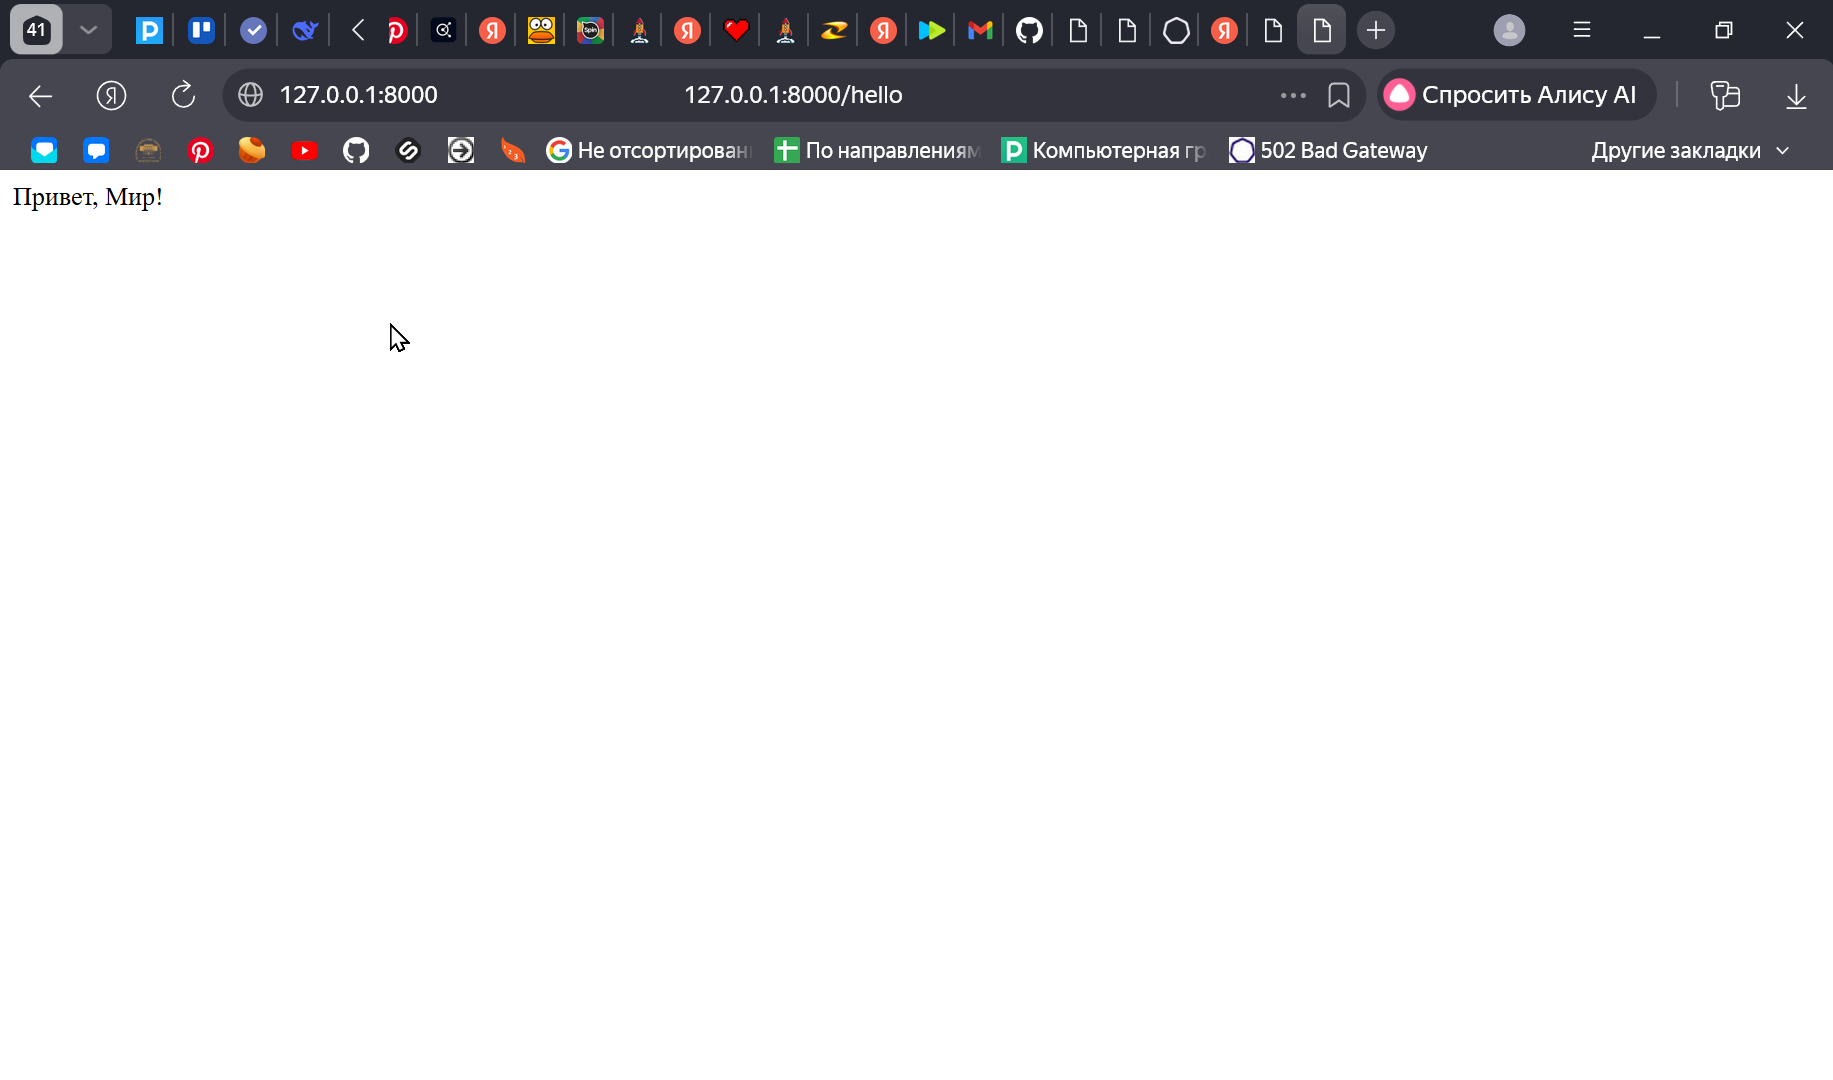 41
127.0.0.1:8000 127.0.0.1:8000/hello Спросить Алису AI
Не отсортирован По направлениям Компьютерная гр 502 Bad Gateway Другие закладки
Привет, Мир!